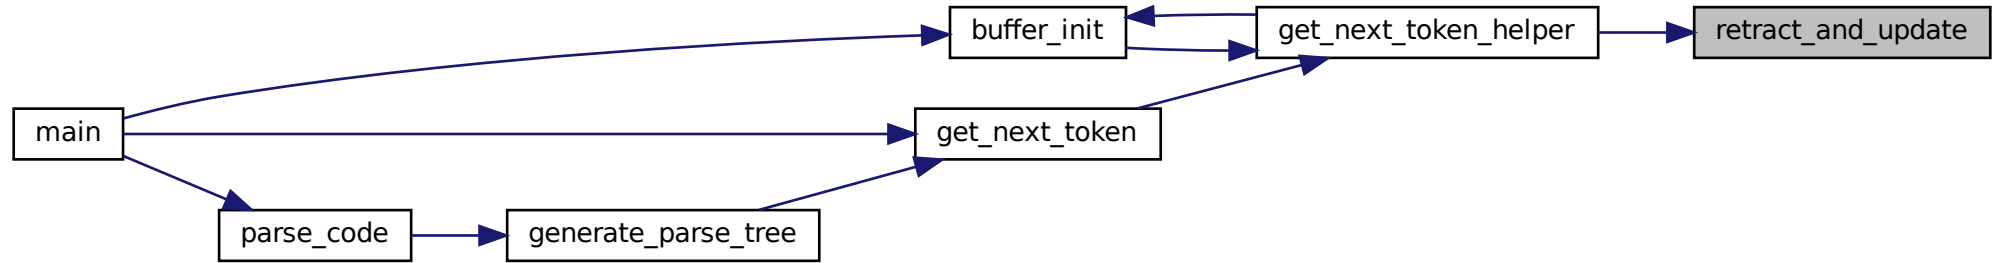 buffer_init
get_next_token_helper
retract_and_update
main
get_next_token
parse_code
generate_parse_tree